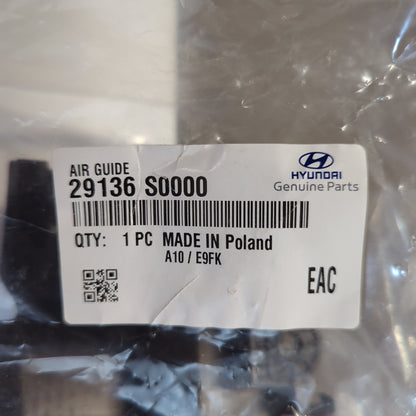 AIR GUIDE
29136 S0000
HYUNDAI
Genuine Parts
QTY: 1 PC MADE IN Poland
A10 / E9FK
EAC